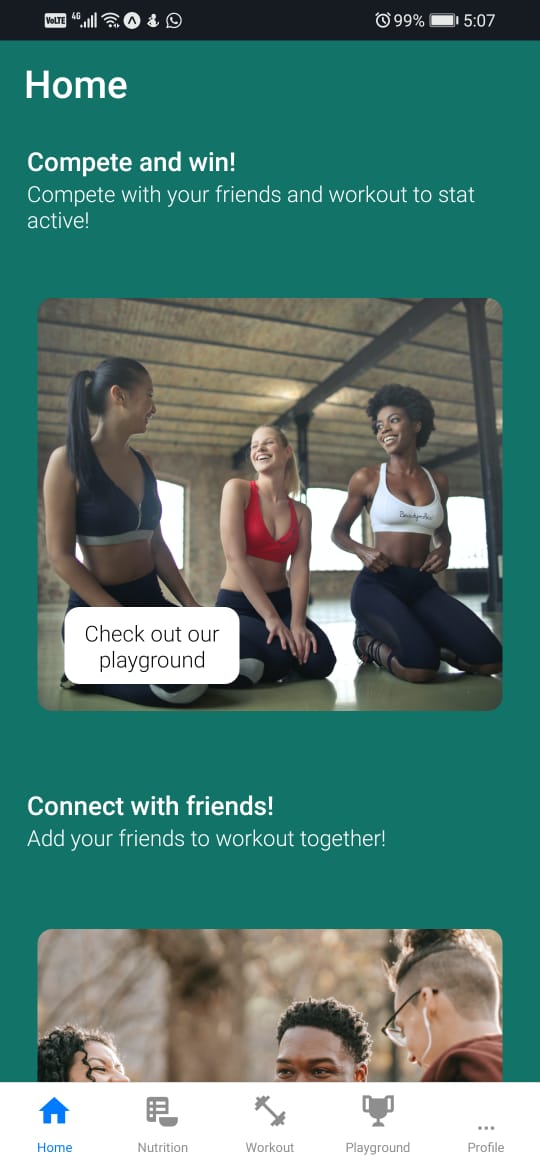 VoLTE 4G 99% 5:07
Home
Compete and win!
Compete with your friends and workout to stat
active!
Check out our
playground
Connect with friends!
Add your friends to workout together!
Home Nutrition Workout Playground Profile